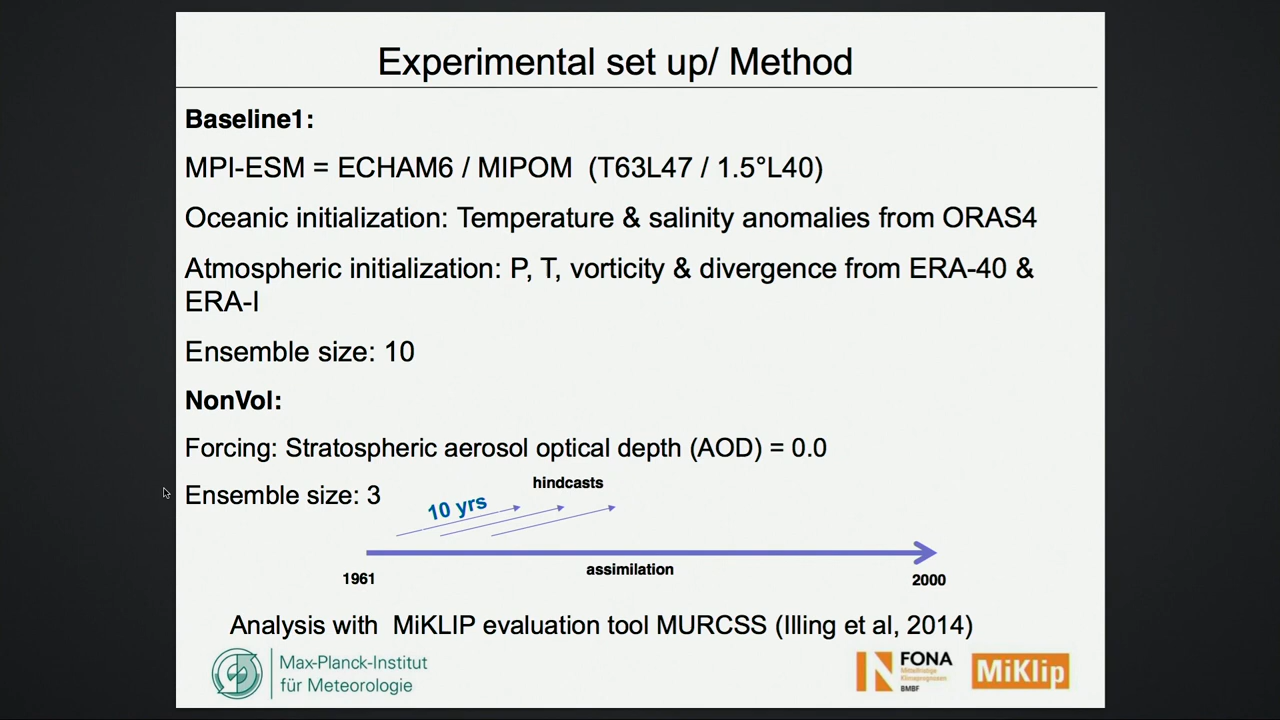 Experimental set up/ Method
Baseline1:
MPI-ESM = ECHAM6 / MIPOM (T63L47 / 1.5°L40)
Oceanic initialization: Temperature & salinity anomalies from ORAS4
Atmospheric initialization: P, T, vorticity & divergence from ERA-40 &
ERA-I
Ensemble size: 10
NonVol:
Forcing: Stratospheric aerosol optical depth (AOD) = 0.0
Ensemble size: 3
10 yrs
hindcasts
assimilation
1961
2000
Analysis with MiKLIP evaluation tool MURCSS (Illing et al, 2014)
Max-Planck-Institut
für Meteorologie
FONA
Mittelfristige
Klimaprognosen
BMBF
MiKlip